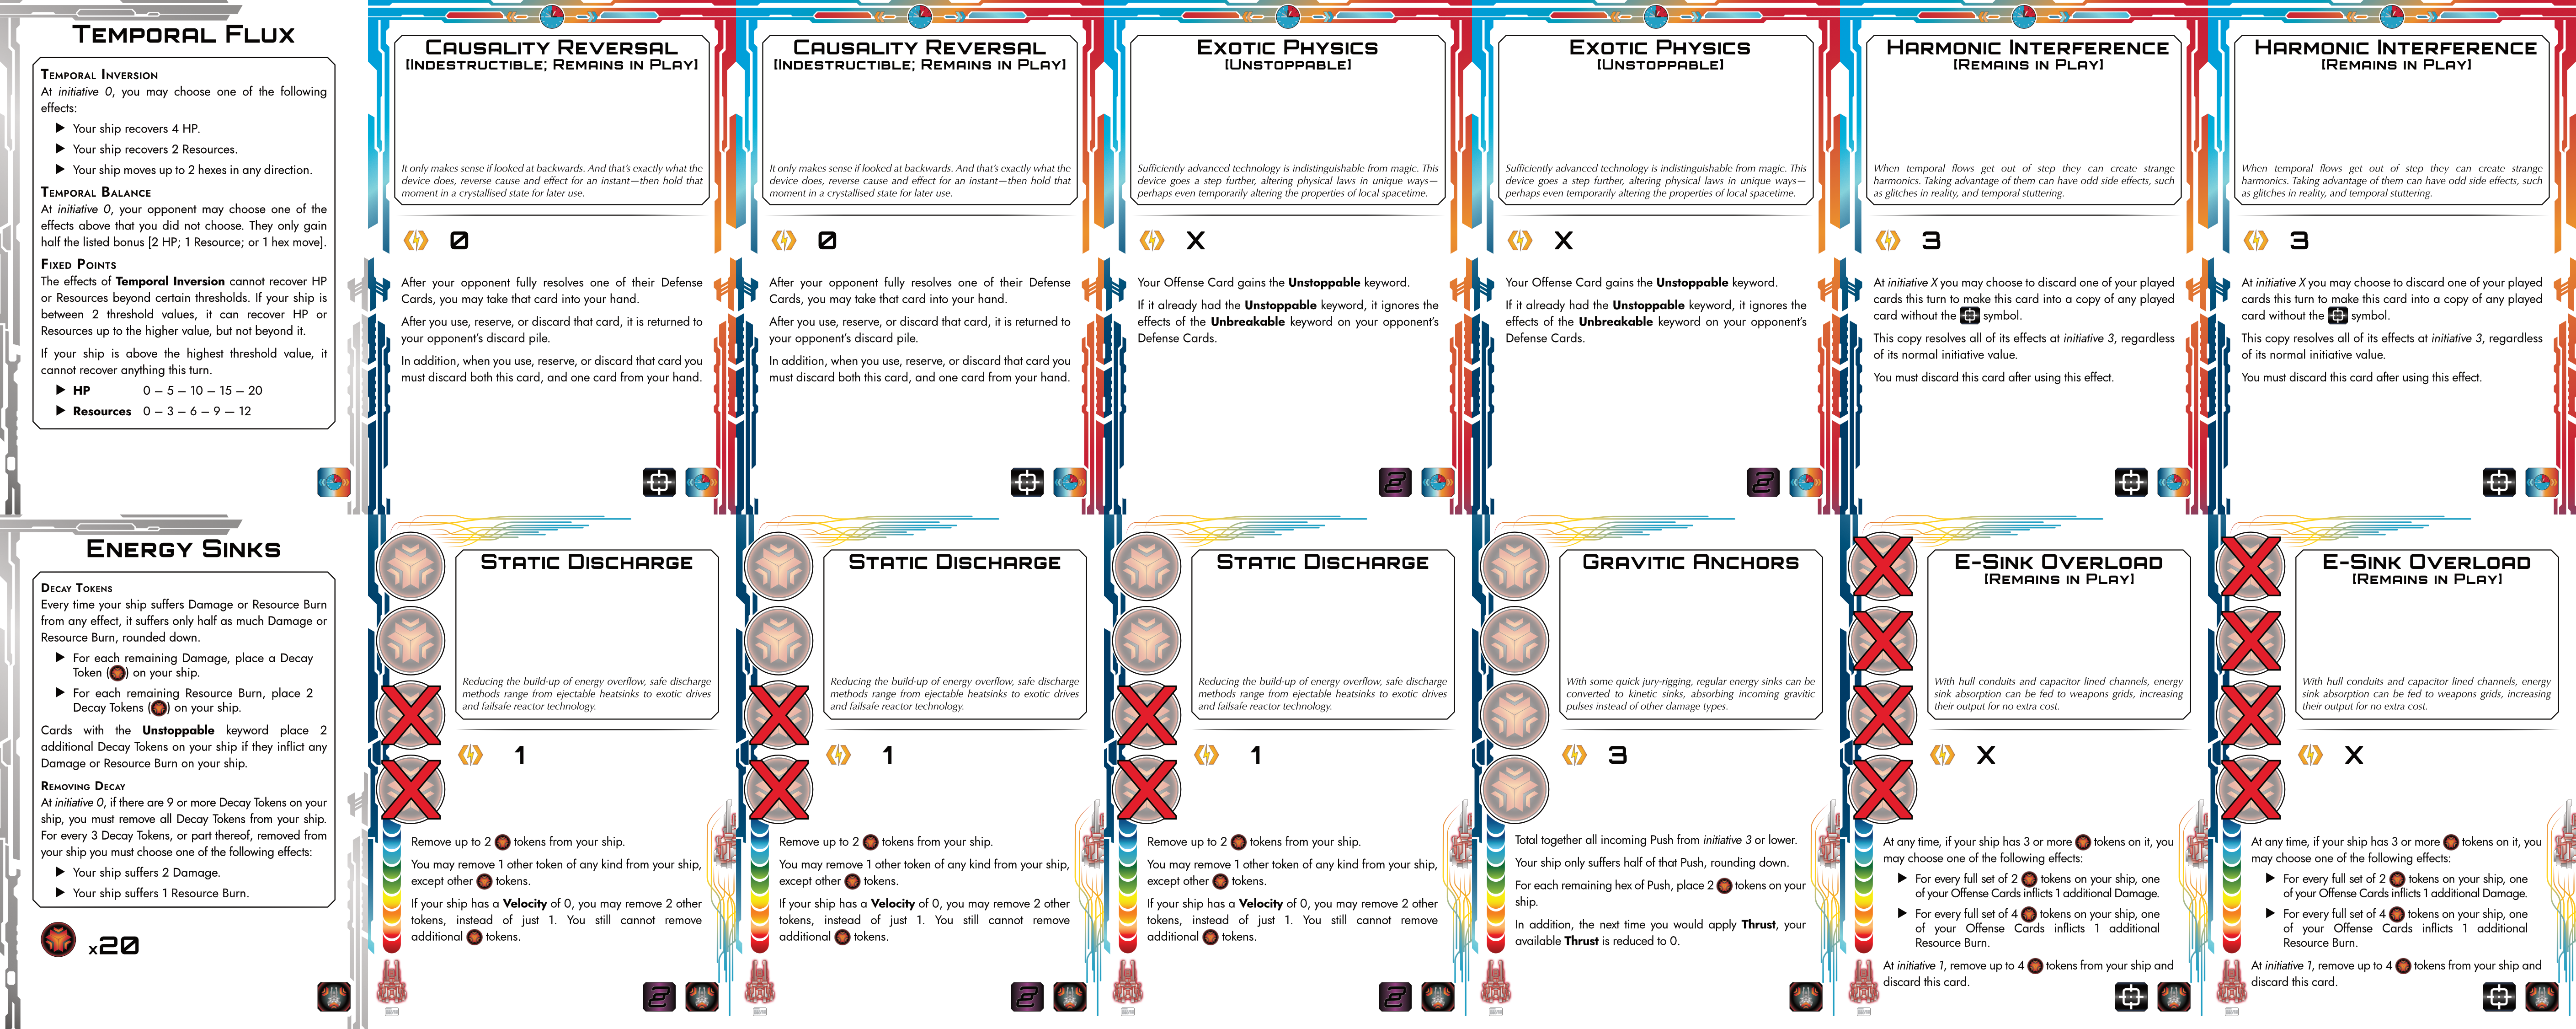 TEMPORAL FLUX
TEMPORAL INVERSION
At initiative 0, you may choose one of the following
effects:
▶ Your ship recovers 4 HP.
▶ Your ship recovers 2 Resources.
▶ Your ship moves up to 2 hexes in any direction.
TEMPORAL BALANCE
At initiative 0, your opponent may choose one of the
effects above that you did not choose. They only gain
half the listed bonus [2 HP; 1 Resource; or 1 hex move].
FIXED POINTS
The effects of Temporal Inversion cannot recover HP
or Resources beyond certain thresholds. If your ship is
between 2 threshold values, it can recover HP or
Resources up to the higher value, but not beyond it.
If your ship is above the highest threshold value, it
cannot recover anything this turn.
▶ HP 0 – 5 – 10 – 15 – 20
▶ Resources 0 – 3 – 6 – 9 – 12
CAUSALITY REVERSAL
[INDESTRUCTIBLE; REMAINS IN PLAY]
It only makes sense if looked at backwards. And that's exactly what the
device does, reverse cause and effect for an instant—then hold that
moment in a crystallised state for later use.
0
After your opponent fully resolves one of their Defense
Cards, you may take that card into your hand.
After you use, reserve, or discard that card, it is returned to
your opponent's discard pile.
In addition, when you use, reserve, or discard that card you
must discard both this card, and one card from your hand.
CAUSALITY REVERSAL
[INDESTRUCTIBLE; REMAINS IN PLAY]
It only makes sense if looked at backwards. And that's exactly what the
device does, reverse cause and effect for an instant—then hold that
moment in a crystallised state for later use.
0
After your opponent fully resolves one of their Defense
Cards, you may take that card into your hand.
After you use, reserve, or discard that card, it is returned to
your opponent's discard pile.
In addition, when you use, reserve, or discard that card you
must discard both this card, and one card from your hand.
EXOTIC PHYSICS
[UNSTOPPABLE]
Sufficiently advanced technology is indistinguishable from magic. This
device goes a step further, altering physical laws in unique ways—
perhaps even temporarily altering the properties of local spacetime.
X
Your Offense Card gains the Unstoppable keyword.
If it already had the Unstoppable keyword, it ignores the
effects of the Unbreakable keyword on your opponent's
Defense Cards.
2
EXOTIC PHYSICS
[UNSTOPPABLE]
Sufficiently advanced technology is indistinguishable from magic. This
device goes a step further, altering physical laws in unique ways—
perhaps even temporarily altering the properties of local spacetime.
X
Your Offense Card gains the Unstoppable keyword.
If it already had the Unstoppable keyword, it ignores the
effects of the Unbreakable keyword on your opponent's
Defense Cards.
2
HARMONIC INTERFERENCE
[REMAINS IN PLAY]
When temporal flows get out of step they can create strange
harmonics. Taking advantage of them can have odd side effects, such
as glitches in reality, and temporal stuttering.
3
At initiative X you may choose to discard one of your played
cards this turn to make this card into a copy of any played
card without the symbol.
This copy resolves all of its effects at initiative 3, regardless
of its normal initiative value.
You must discard this card after using this effect.
HARMONIC INTERFERENCE
[REMAINS IN PLAY]
When temporal flows get out of step they can create strange
harmonics. Taking advantage of them can have odd side effects, such
as glitches in reality, and temporal stuttering.
3
At initiative X you may choose to discard one of your played
cards this turn to make this card into a copy of any played
card without the symbol.
This copy resolves all of its effects at initiative 3, regardless
of its normal initiative value.
You must discard this card after using this effect.
ENERGY SINKS
DECAY TOKENS
Every time your ship suffers Damage or Resource Burn
from any effect, it suffers only half as much Damage or
Resource Burn, rounded down.
▶ For each remaining Damage, place a Decay
Token ( ) on your ship.
▶ For each remaining Resource Burn, place 2
Decay Tokens ( ) on your ship.
Cards with the Unstoppable keyword place 2
additional Decay Tokens on your ship if they inflict any
Damage or Resource Burn on your ship.
REMOVING DECAY
At initiative 0, if there are 9 or more Decay Tokens on your
ship, you must remove all Decay Tokens from your ship.
For every 3 Decay Tokens, or part thereof, removed from
your ship you must choose one of the following effects:
▶ Your ship suffers 2 Damage.
▶ Your ship suffers 1 Resource Burn.
x20
STATIC DISCHARGE
Reducing the build-up of energy overflow, safe discharge
methods range from ejectable heatsinks to exotic drives
and failsafe reactor technology.
1
Remove up to 2 tokens from your ship.
You may remove 1 other token of any kind from your ship,
except other tokens.
If your ship has a Velocity of 0, you may remove 2 other
tokens, instead of just 1. You still cannot remove
additional tokens.
2
STATIC DISCHARGE
Reducing the build-up of energy overflow, safe discharge
methods range from ejectable heatsinks to exotic drives
and failsafe reactor technology.
1
Remove up to 2 tokens from your ship.
You may remove 1 other token of any kind from your ship,
except other tokens.
If your ship has a Velocity of 0, you may remove 2 other
tokens, instead of just 1. You still cannot remove
additional tokens.
2
STATIC DISCHARGE
Reducing the build-up of energy overflow, safe discharge
methods range from ejectable heatsinks to exotic drives
and failsafe reactor technology.
1
Remove up to 2 tokens from your ship.
You may remove 1 other token of any kind from your ship,
except other tokens.
If your ship has a Velocity of 0, you may remove 2 other
tokens, instead of just 1. You still cannot remove
additional tokens.
2
GRAVITIC ANCHORS
With some quick jury-rigging, regular energy sinks can be
converted to kinetic sinks, absorbing incoming gravitic
pulses instead of other damage types.
3
Total together all incoming Push from initiative 3 or lower.
Your ship only suffers half of that Push, rounding down.
For each remaining hex of Push, place 2 tokens on your
ship.
In addition, the next time you would apply Thrust, your
available Thrust is reduced to 0.
E-SINK OVERLOAD
[REMAINS IN PLAY]
With hull conduits and capacitor lined channels, energy
sink absorption can be fed to weapons grids, increasing
their output for no extra cost.
X
At any time, if your ship has 3 or more tokens on it, you
may choose one of the following effects:
▶ For every full set of 2 tokens on your ship, one
of your Offense Cards inflicts 1 additional Damage.
▶ For every full set of 4 tokens on your ship, one
of your Offense Cards inflicts 1 additional
Resource Burn.
At initiative 1, remove up to 4 tokens from your ship and
discard this card.
E-SINK OVERLOAD
[REMAINS IN PLAY]
With hull conduits and capacitor lined channels, energy
sink absorption can be fed to weapons grids, increasing
their output for no extra cost.
X
At any time, if your ship has 3 or more tokens on it, you
may choose one of the following effects:
▶ For every full set of 2 tokens on your ship, one
of your Offense Cards inflicts 1 additional Damage.
▶ For every full set of 4 tokens on your ship, one
of your Offense Cards inflicts 1 additional
Resource Burn.
At initiative 1, remove up to 4 tokens from your ship and
discard this card.